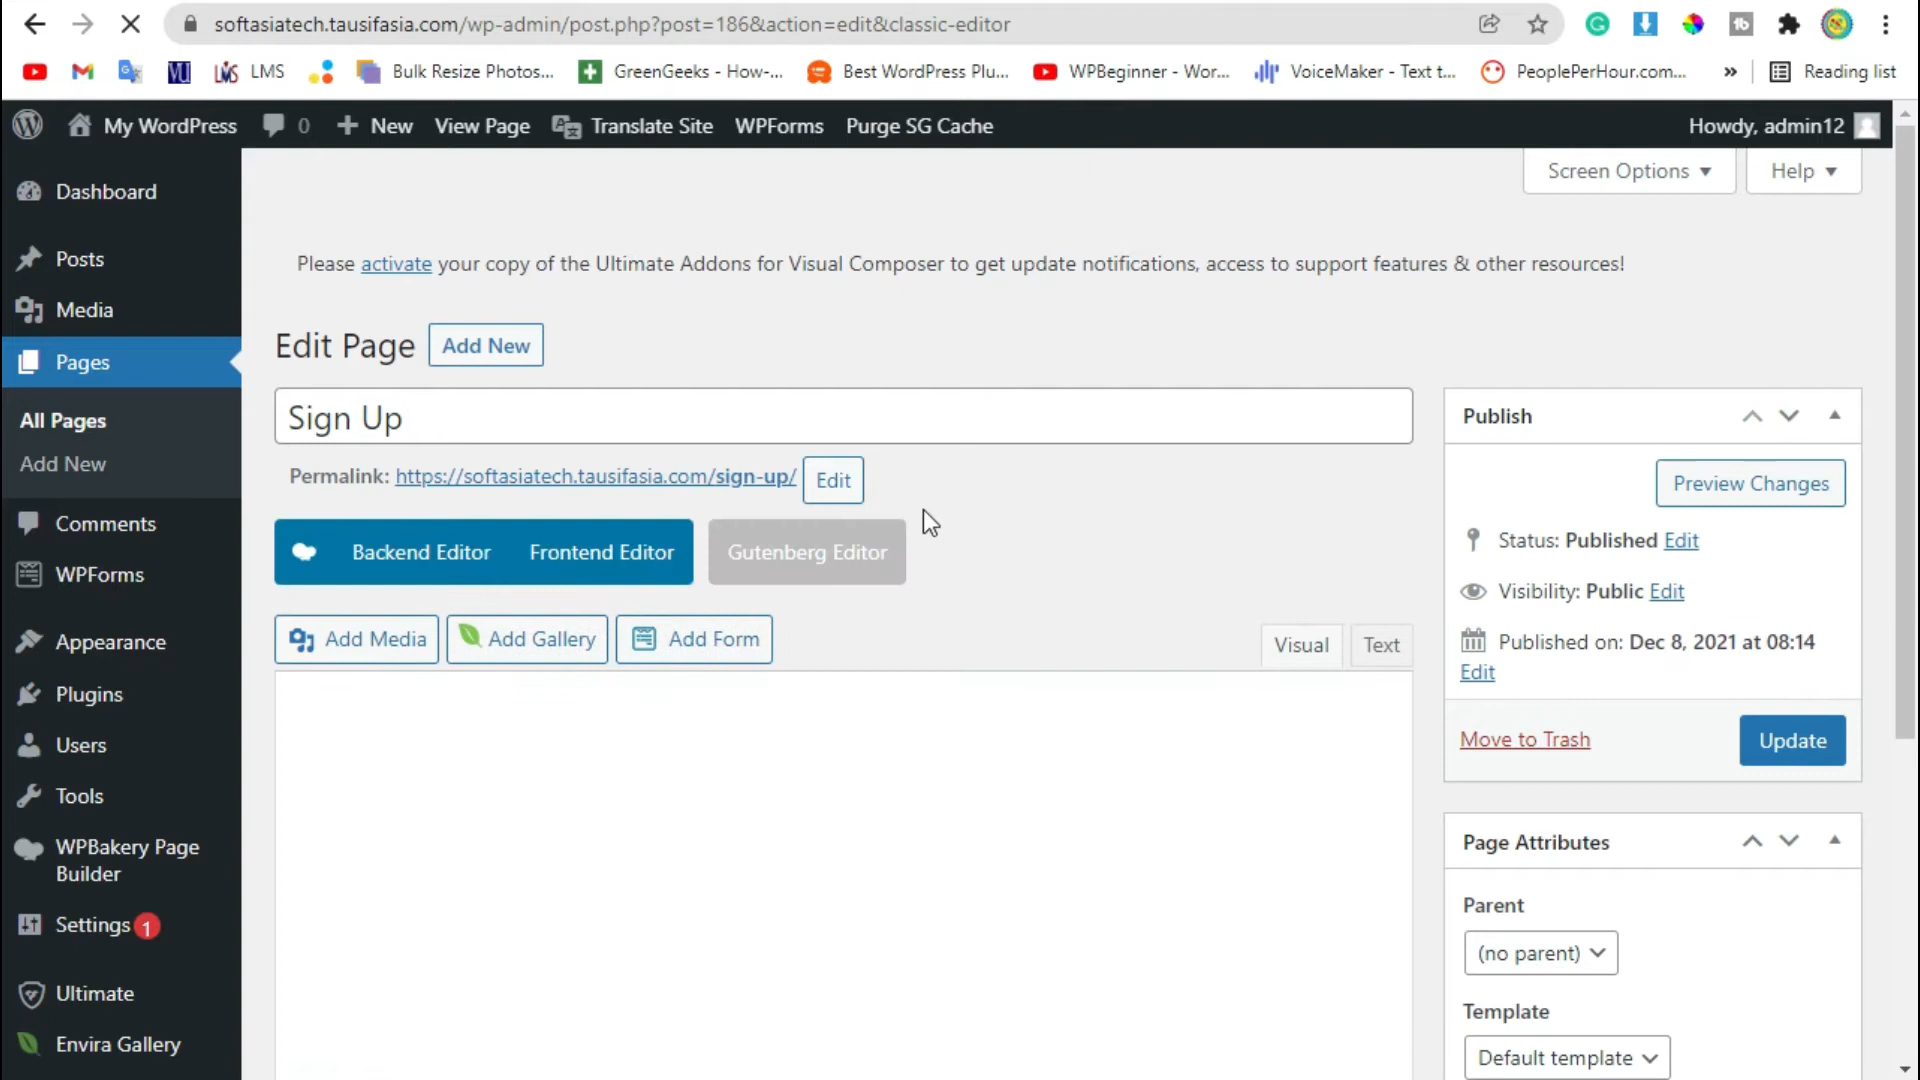 softasiatech.tausifasia.com/wp-admin/post.php?post=186&action=edit&classic-editor
LMS
Bulk Resize Photos...
GreenGeeks - How-...
Best WordPress Plu...
WPBeginner - Wor...
VoiceMaker - Text t...
PeoplePerHour.com...
»
Reading list
My WordPress
0
New
View Page
Translate Site
WPForms
Purge SG Cache
Howdy, admin12
Screen Options
Help
Dashboard
Posts
Media
Pages
All Pages
Add New
Comments
WPForms
Appearance
Plugins
Users
Tools
WPBakery Page
Builder
Settings 1
Ultimate
Envira Gallery
Please activate your copy of the Ultimate Addons for Visual Composer to get update notifications, access to support features & other resources!
Edit Page
Add New
Sign Up
Permalink: https://softasiatech.tausifasia.com/sign-up/ Edit
Backend Editor
Frontend Editor
Gutenberg Editor
Add Media
Add Gallery
Add Form
Visual
Text
Publish
Preview Changes
Status: Published Edit
Visibility: Public Edit
Published on: Dec 8, 2021 at 08:14
Edit
Move to Trash
Update
Page Attributes
Parent
(no parent)
Template
Default template